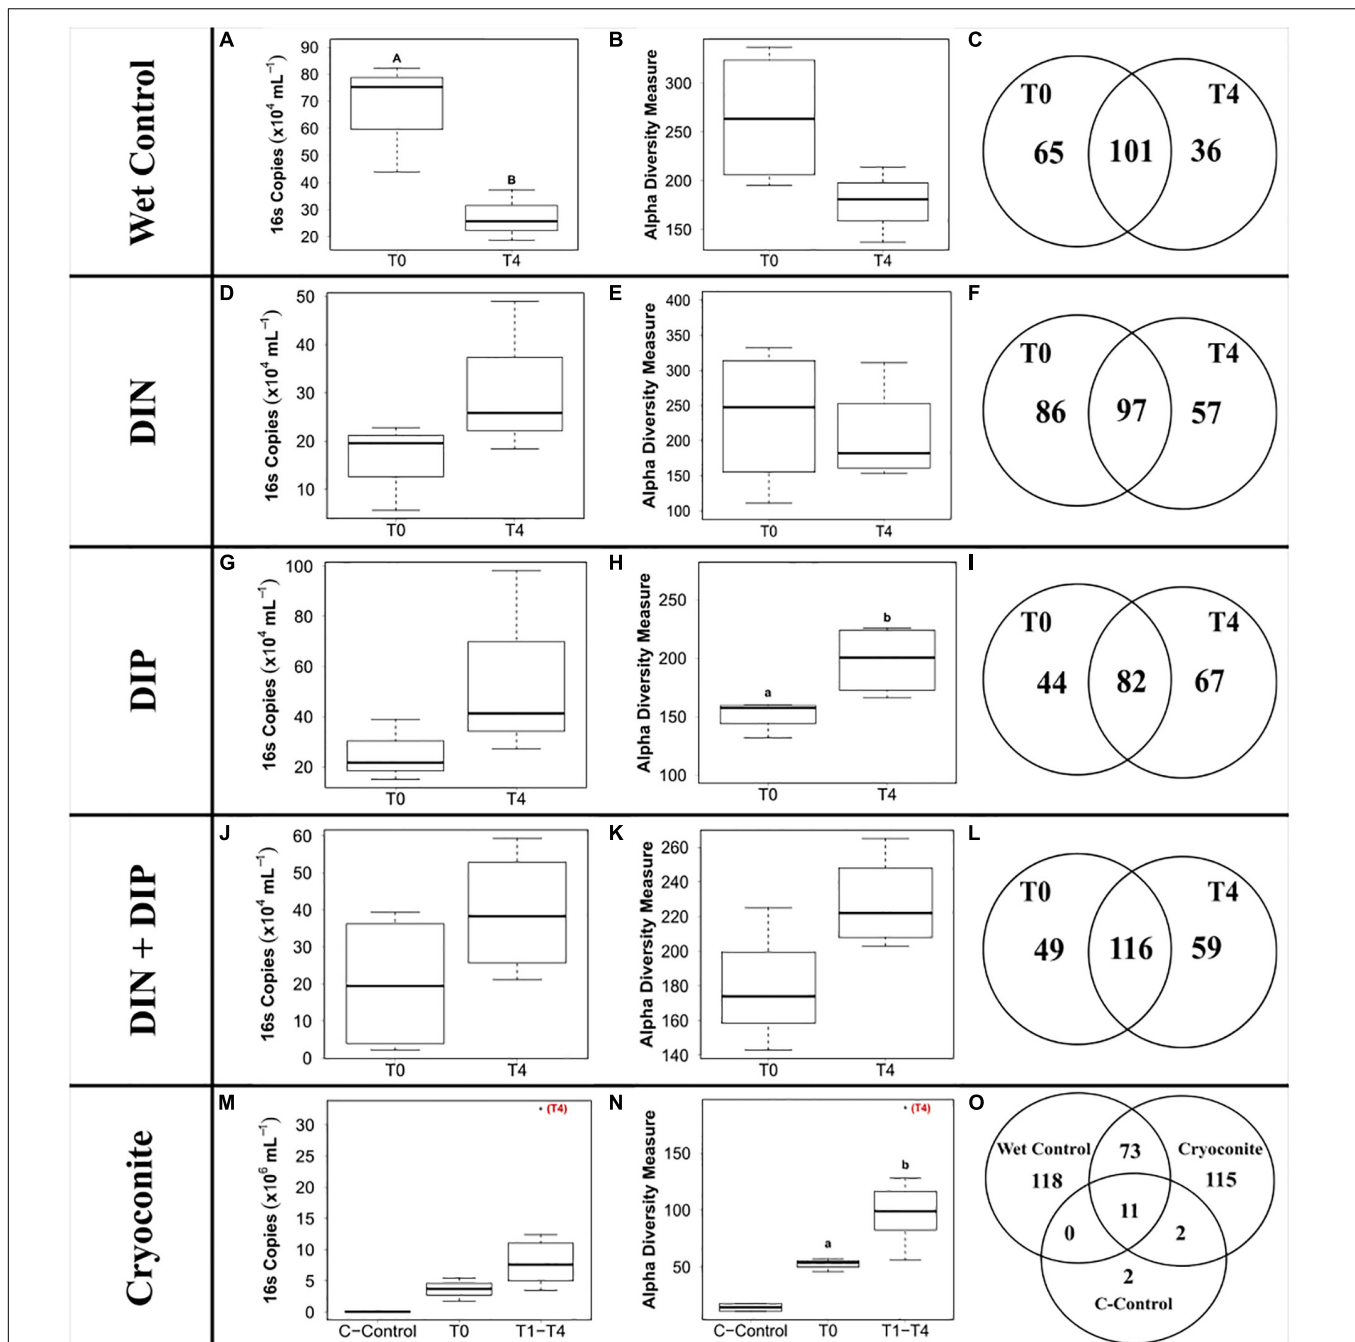 Wet Control
A
16s Copies (x10⁴ mL⁻¹)
90
80
70
60
50
40
30
20
A
B
T0
T4
B
Alpha Diversity Measure
300
250
200
150
T0
T4
C
T0
T4
65
101
36
DIN
D
16s Copies (x10⁴ mL⁻¹)
50
40
30
20
10
T0
T4
E
Alpha Diversity Measure
400
350
300
250
200
150
100
T0
T4
F
T0
T4
86
97
57
DIP
G
16s Copies (x10⁴ mL⁻¹)
100
80
60
40
20
T0
T4
H
Alpha Diversity Measure
250
200
150
100
a
b
T0
T4
I
T0
T4
44
82
67
DIN + DIP
J
16s Copies (x10⁴ mL⁻¹)
60
50
40
30
20
10
0
T0
T4
K
Alpha Diversity Measure
260
240
220
200
180
160
140
T0
T4
L
T0
T4
49
116
59
Cryoconite
M
16s Copies (x10⁶ mL⁻¹)
30
25
20
15
10
5
0
(T4)
C−Control
T0
T1−T4
N
Alpha Diversity Measure
150
100
50
(T4)
a
b
C−Control
T0
T1−T4
O
Wet Control
73
Cryoconite
118
115
11
0
2
2
C-Control